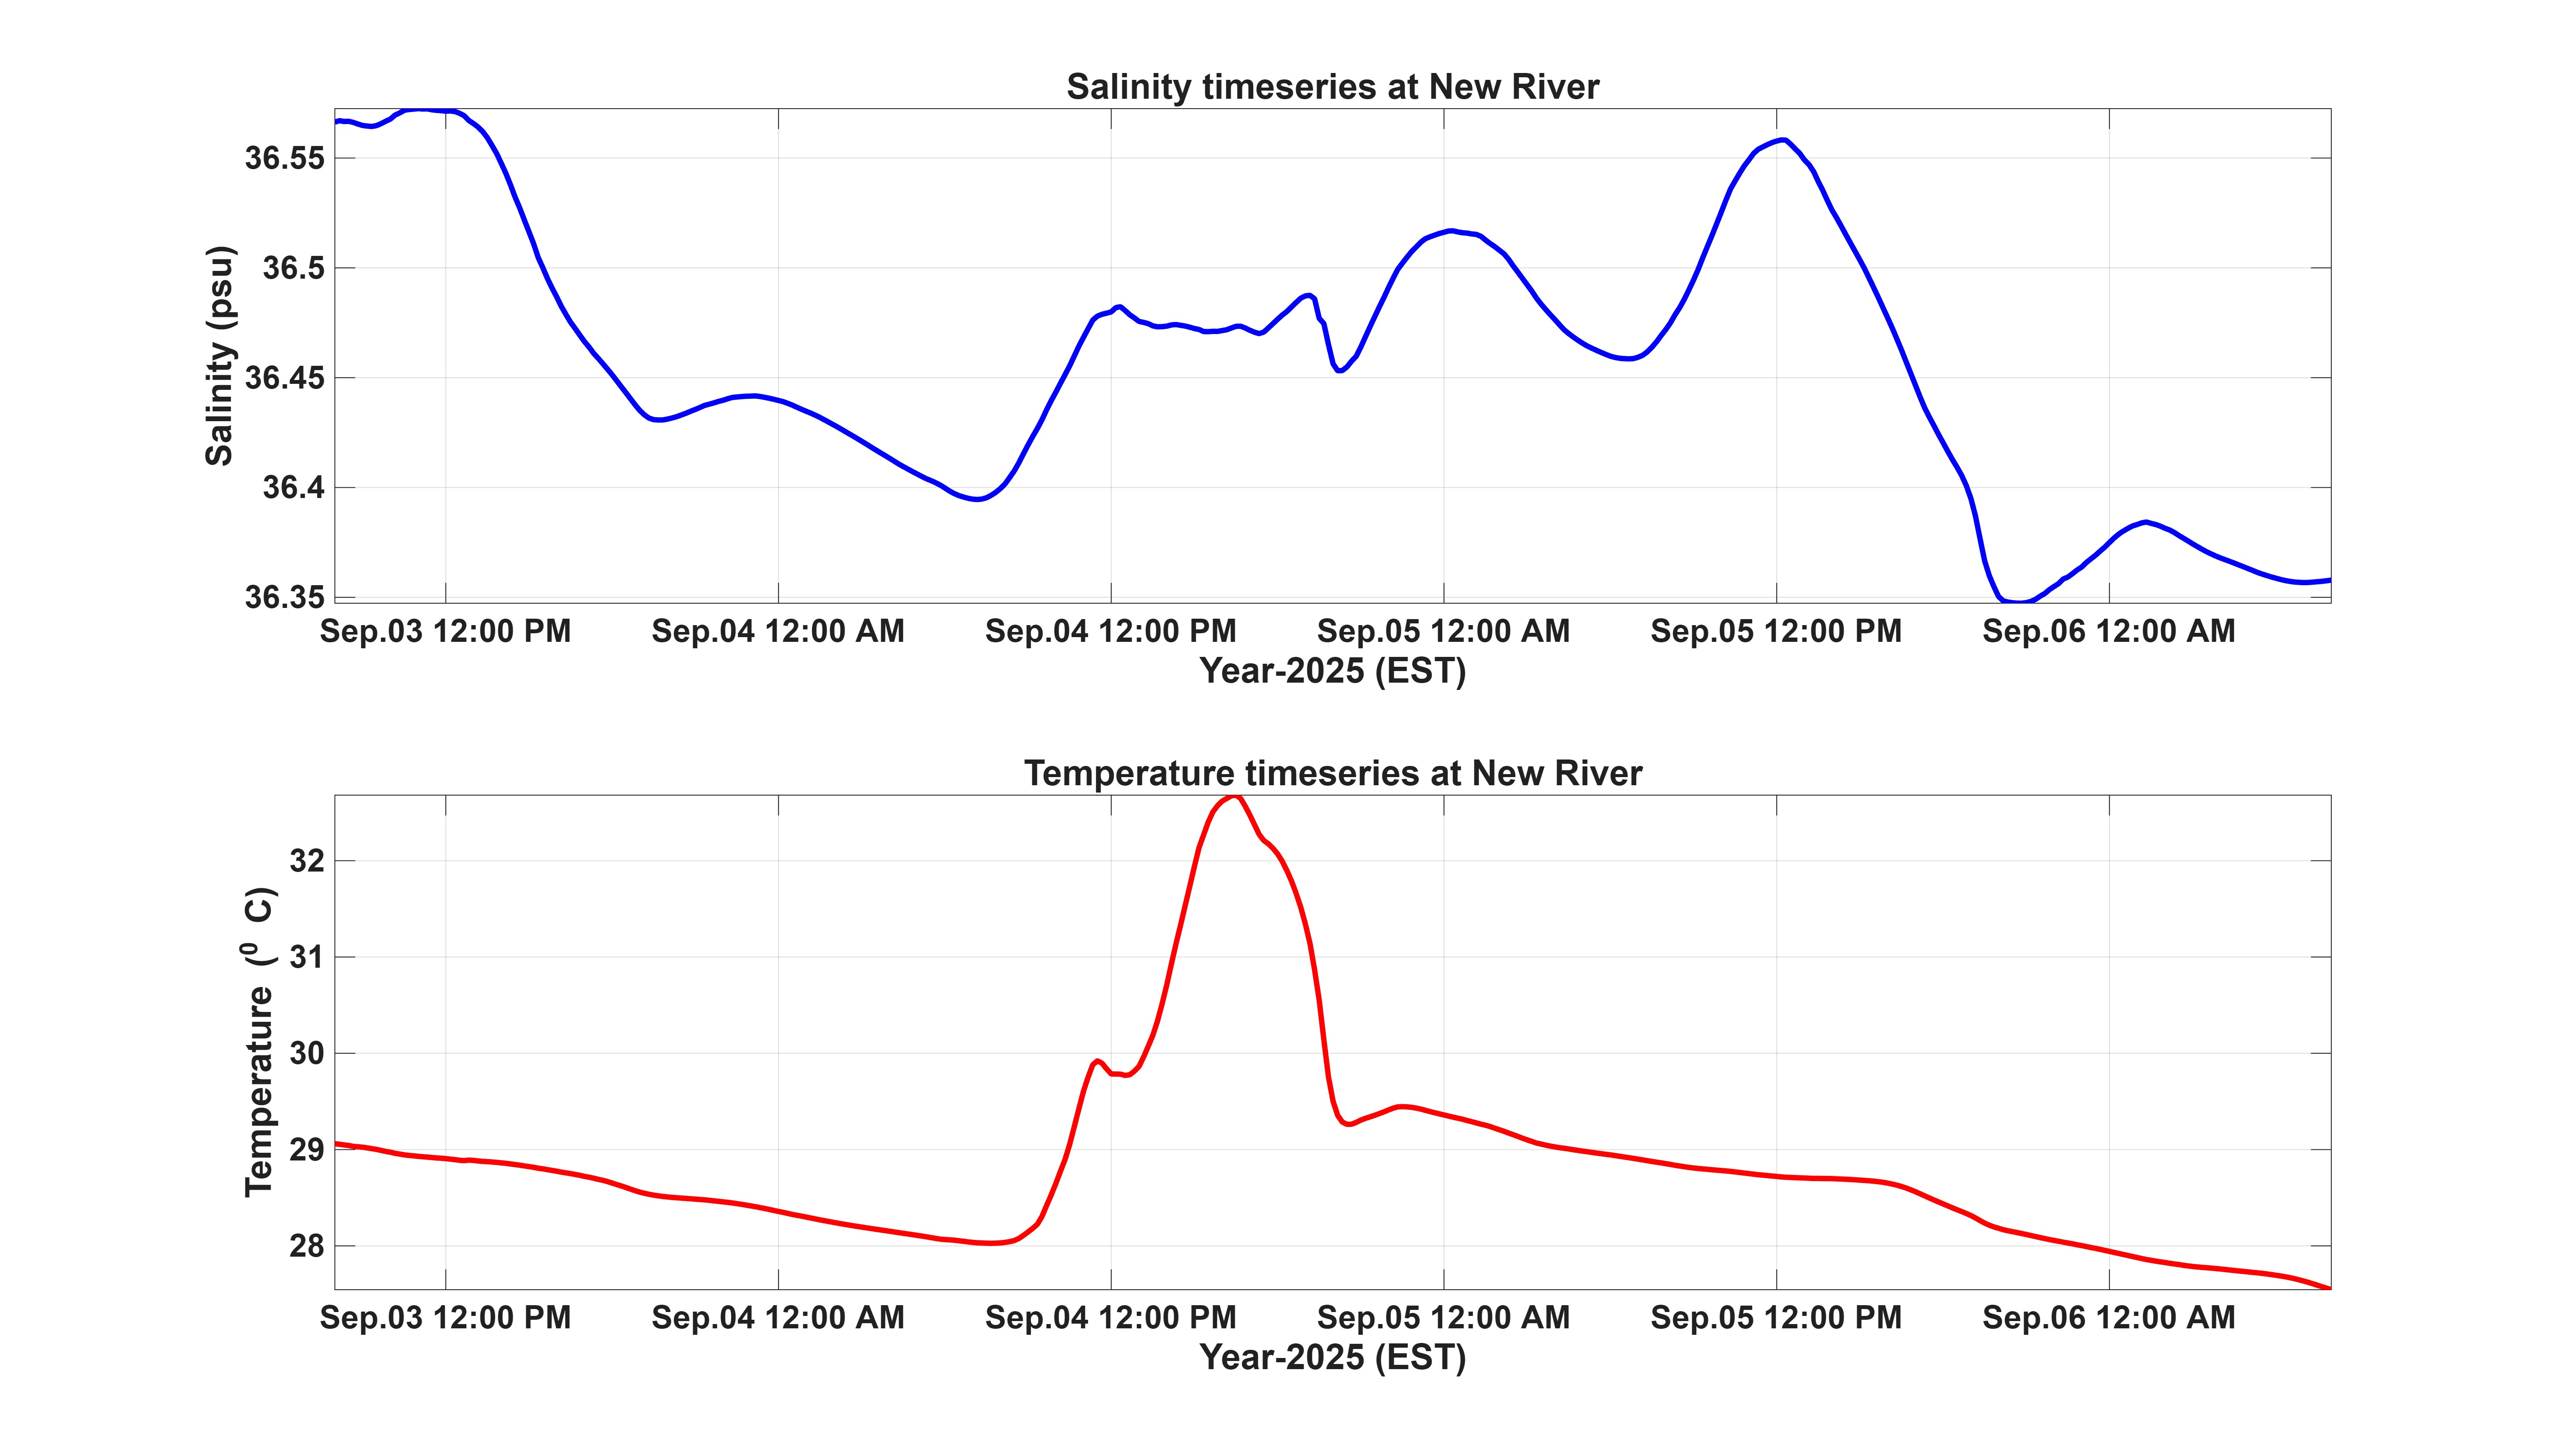 Salinity timeseries at New River
Salinity (psu)
36.55
36.5
36.45
36.4
36.35
Sep.03 12:00 PM Sep.04 12:00 AM Sep.04 12:00 PM Sep.05 12:00 AM Sep.05 12:00 PM Sep.06 12:00 AM
Year-2025 (EST)
Temperature timeseries at New River
Temperature (⁰ C)
32
31
30
29
28
Sep.03 12:00 PM Sep.04 12:00 AM Sep.04 12:00 PM Sep.05 12:00 AM Sep.05 12:00 PM Sep.06 12:00 AM
Year-2025 (EST)